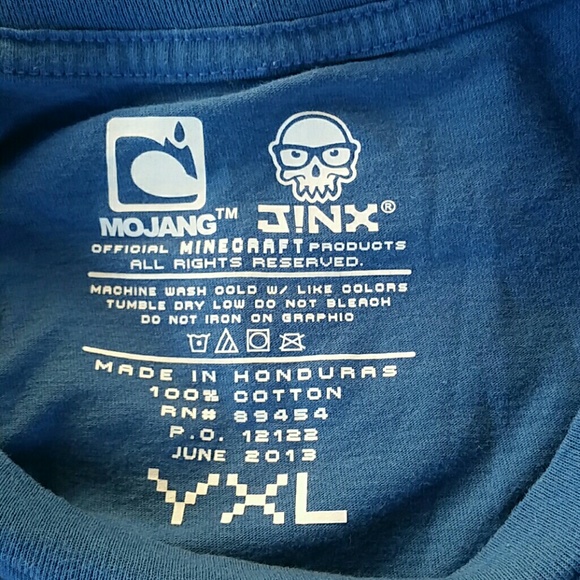 MOJANG™ J!NX®
OFFICIAL MINECRAFT PRODUCTS
ALL RIGHTS RESERVED.
MACHINE WASH COLD W/ LIKE COLORS
TUMBLE DRY LOW DO NOT BLEACH
DO NOT IRON ON GRAPHIC
MADE IN HONDURAS
100% COTTON
RN# 89454
P.O. 12122
JUNE 2013
YXL